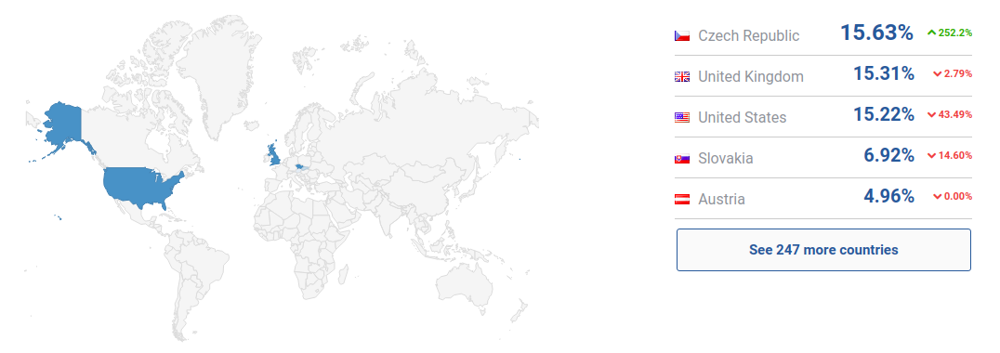 Czech Republic 15.63% 252.2%
United Kingdom 15.31% 2.79%
United States 15.22% 43.49%
Slovakia 6.92% 14.60%
Austria 4.96% 0.00%
See 247 more countries